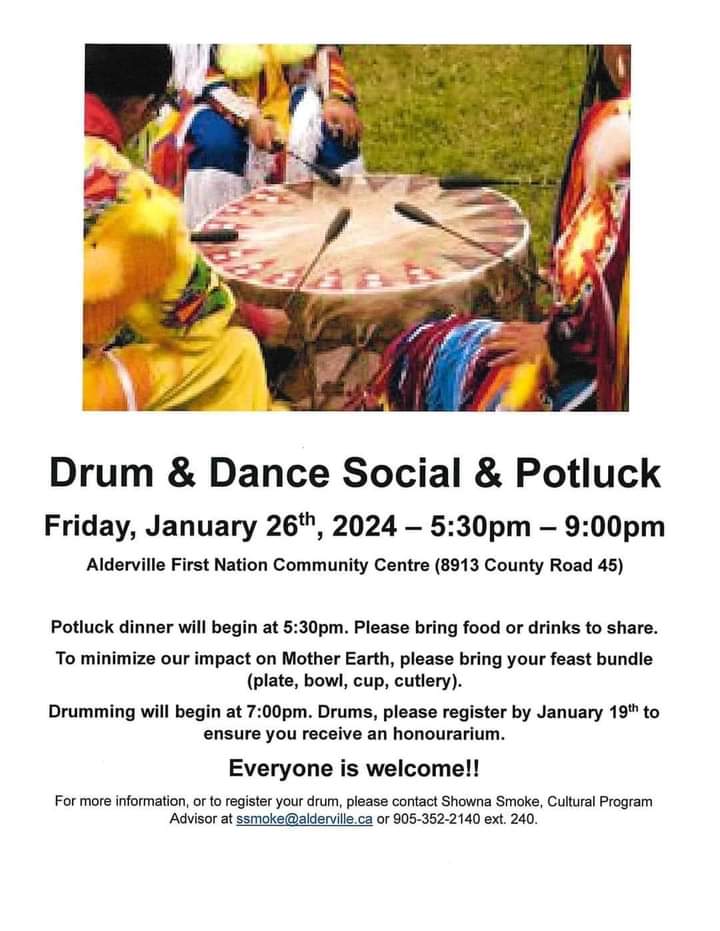 Drum & Dance Social & Potluck
Friday, January 26th, 2024 – 5:30pm – 9:00pm
Alderville First Nation Community Centre (8913 County Road 45)
Potluck dinner will begin at 5:30pm. Please bring food or drinks to share.
To minimize our impact on Mother Earth, please bring your feast bundle
(plate, bowl, cup, cutlery).
Drumming will begin at 7:00pm. Drums, please register by January 19th to
ensure you receive an honourarium.
Everyone is welcome!!
For more information, or to register your drum, please contact Showna Smoke, Cultural Program
Advisor at ssmoke@alderville.ca or 905-352-2140 ext. 240.